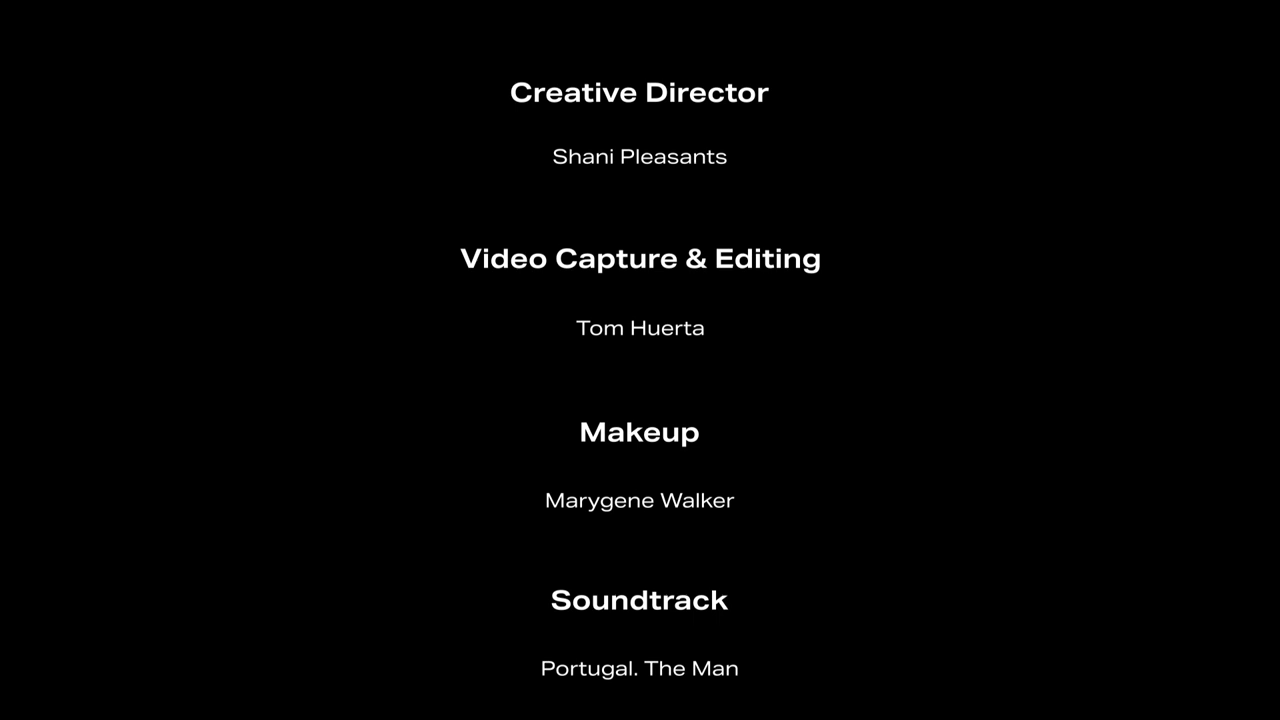 Creative Director
Shani Pleasants
Video Capture & Editing
Tom Huerta
Makeup
Marygene Walker
Soundtrack
Portugal. The Man